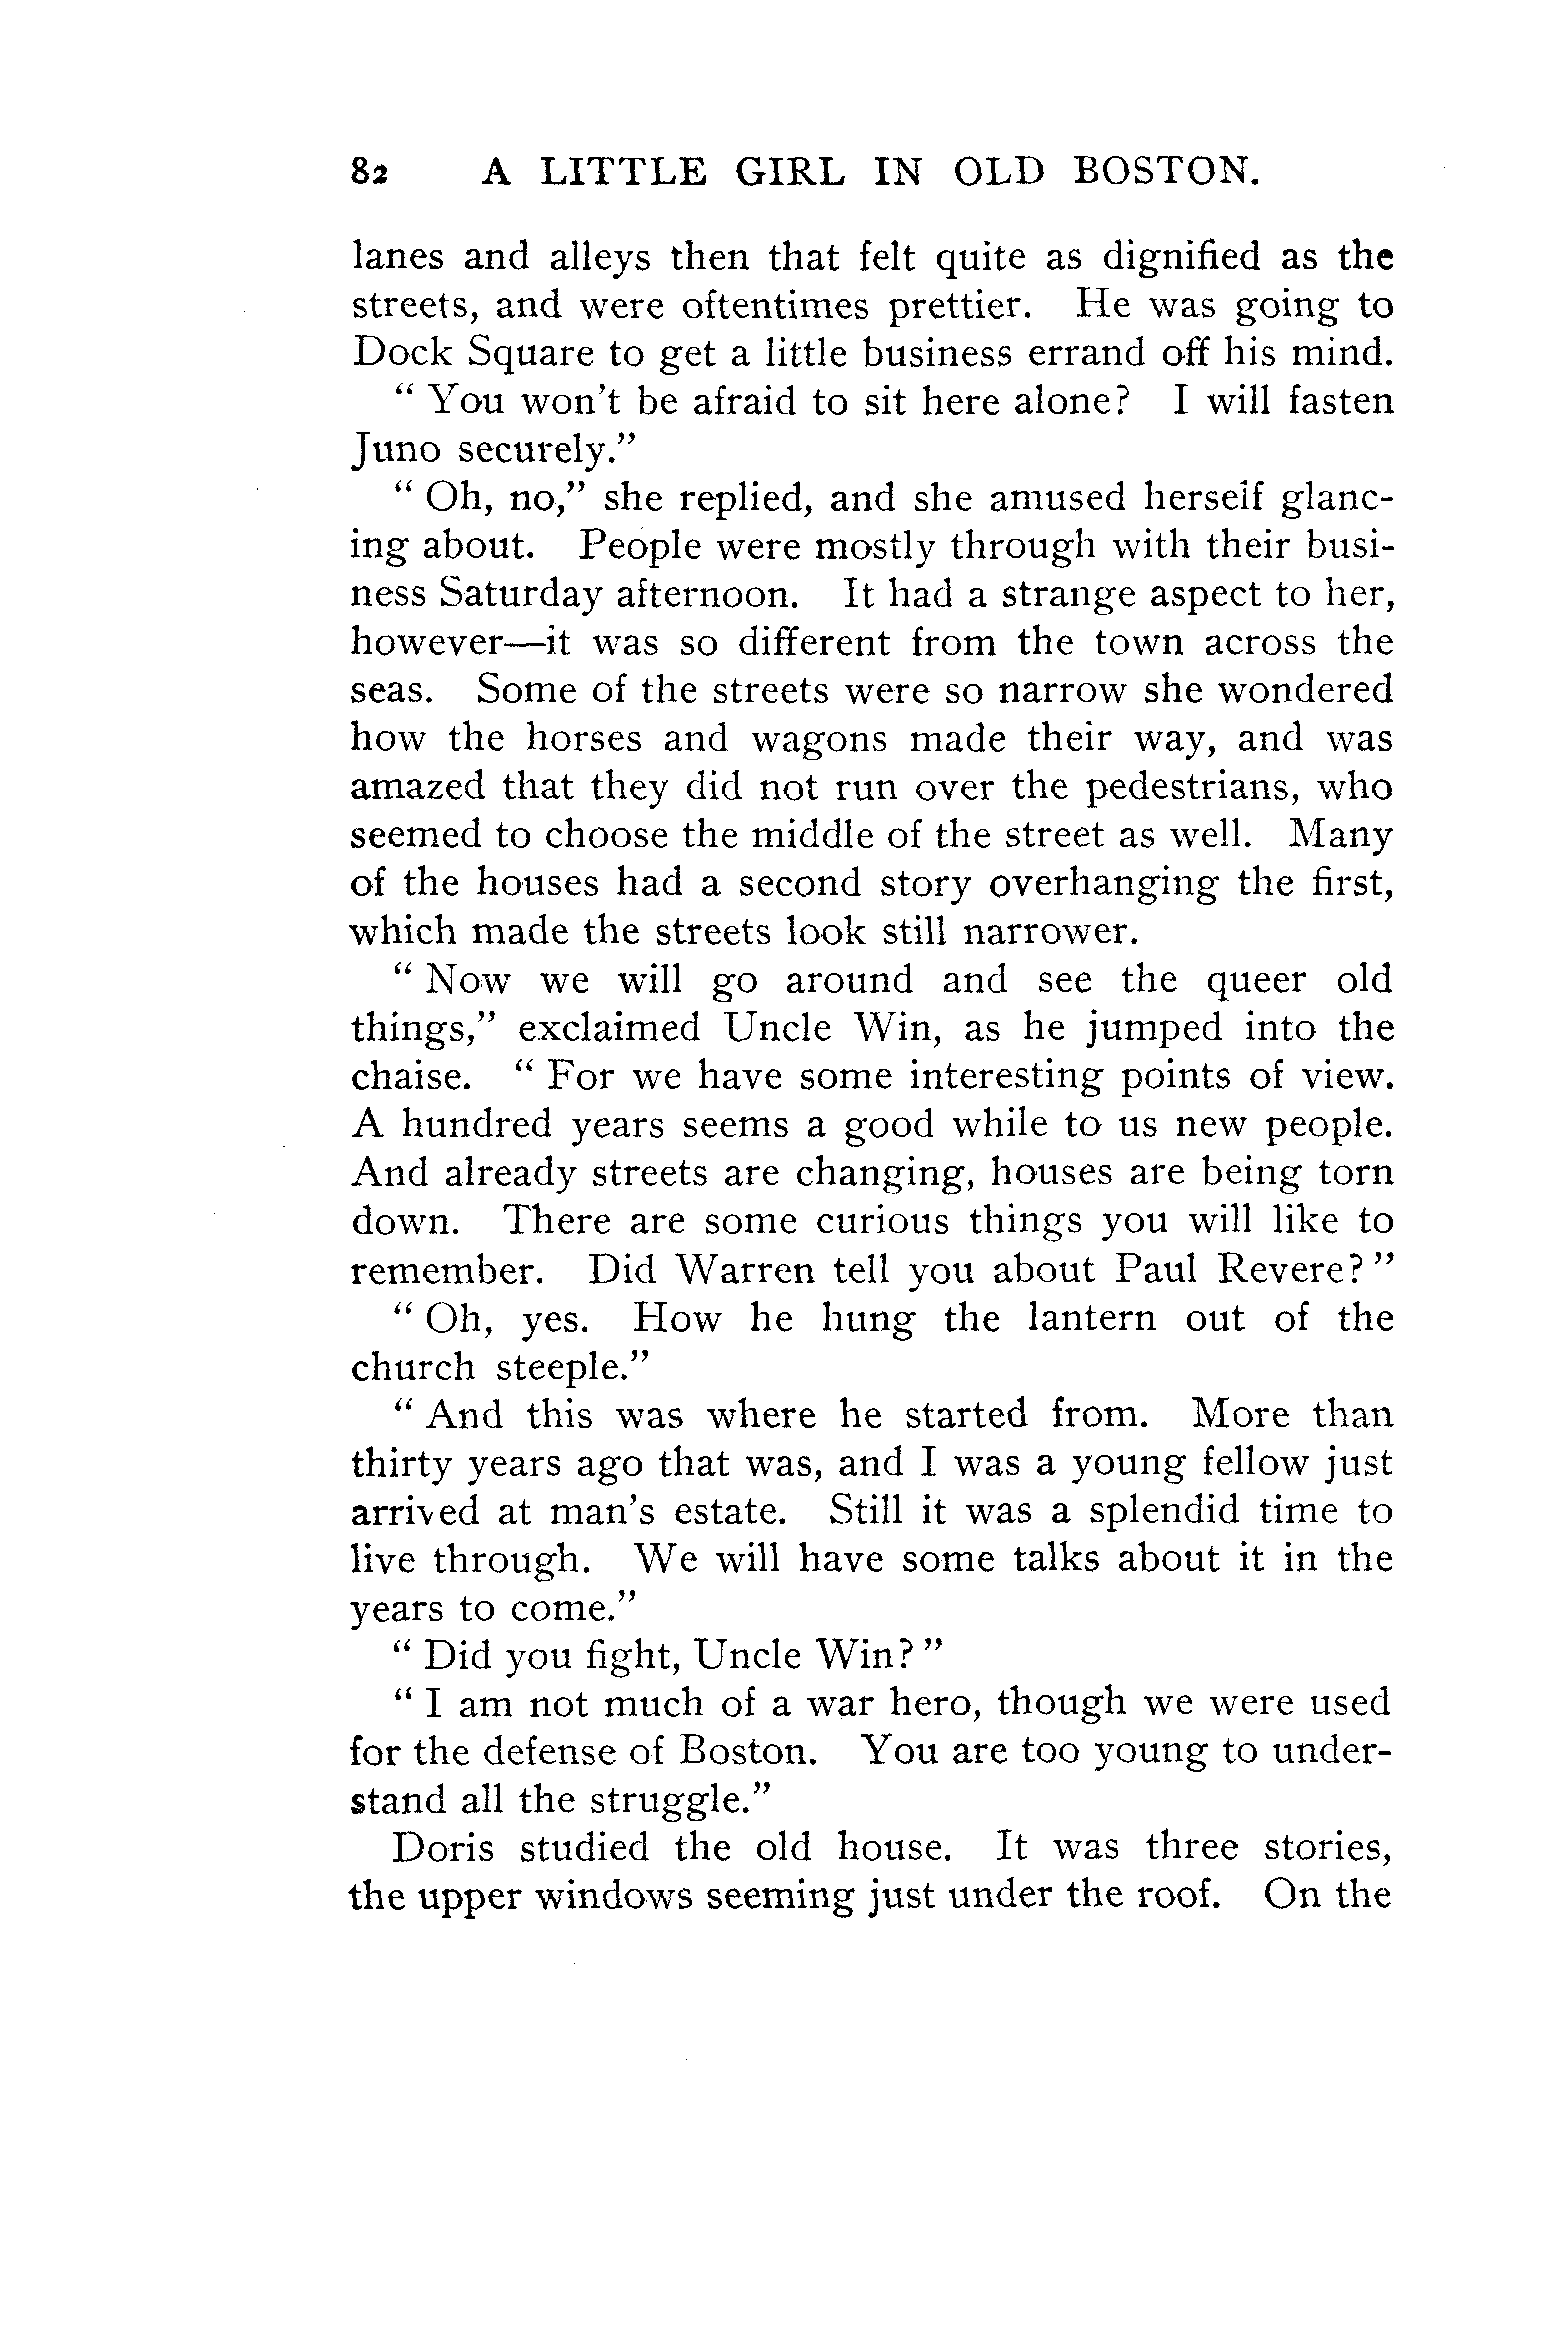 82 A LITTLE GIRL IN OLD BOSTON.
lanes and alleys then that felt quite as dignified as the
streets, and were oftentimes prettier. He was going to
Dock Square to get a little business errand off his mind.
“ You won’t be afraid to sit here alone? I will fasten
Juno securely.”
“ Oh, no,” she replied, and she amused herself glanc-
ing about. People were mostly through with their busi-
ness Saturday afternoon. It had a strange aspect to her,
however—it was so different from the town across the
seas. Some of the streets were so narrow she wondered
how the horses and wagons made their way, and was
amazed that they did not run over the pedestrians, who
seemed to choose the middle of the street as well. Many
of the houses had a second story overhanging the first,
which made the streets look still narrower.
“ Now we will go around and see the queer old
things,” exclaimed Uncle Win, as he jumped into the
chaise. “ For we have some interesting points of view.
A hundred years seems a good while to us new people.
And already streets are changing, houses are being torn
down. There are some curious things you will like to
remember. Did Warren tell you about Paul Revere? ”
“ Oh, yes. How he hung the lantern out of the
church steeple.”
“ And this was where he started from. More than
thirty years ago that was, and I was a young fellow just
arrived at man’s estate. Still it was a splendid time to
live through. We will have some talks about it in the
years to come.”
“ Did you fight, Uncle Win? ”
“ I am not much of a war hero, though we were used
for the defense of Boston. You are too young to under-
stand all the struggle.”
Doris studied the old house. It was three stories,
the upper windows seeming just under the roof. On the